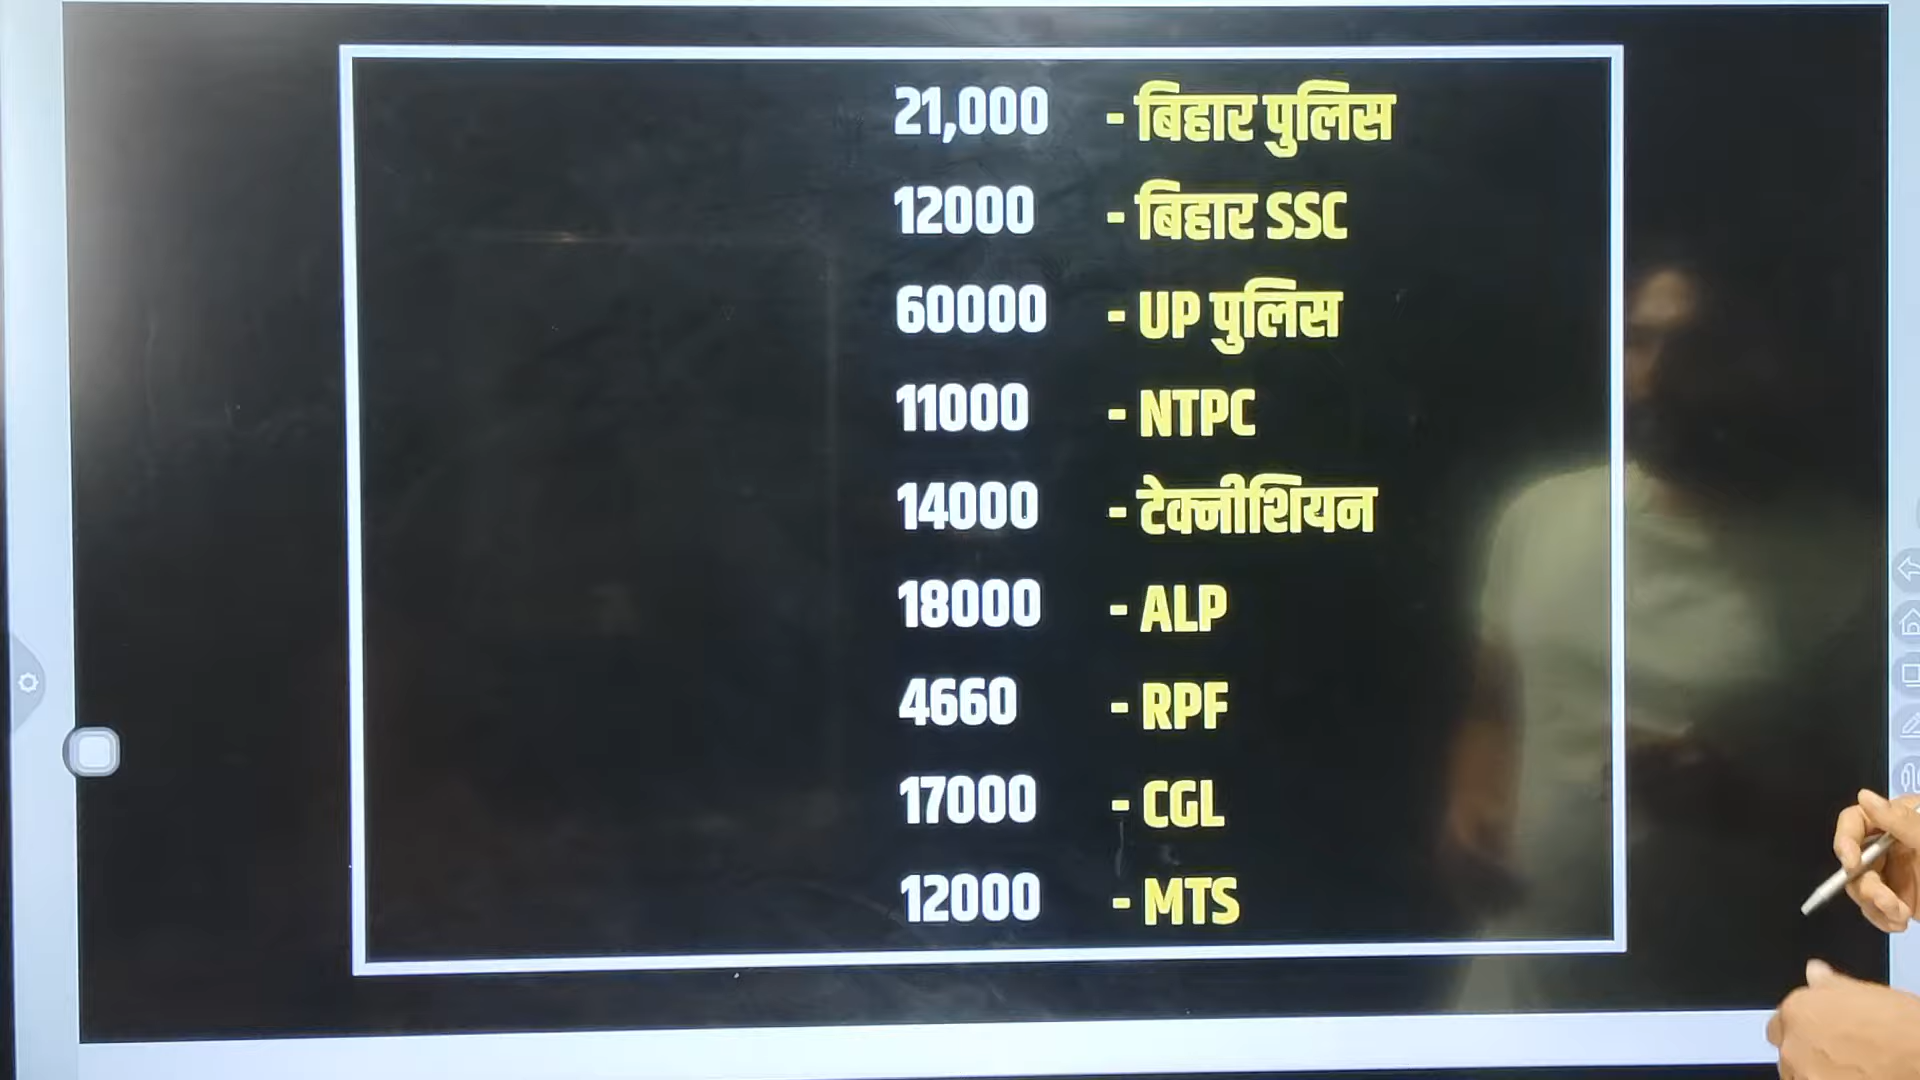 21,000 - बिहार पुलिस
12000 - बिहार SSC
60000 - UP पुलिस
11000 - NTPC
14000 - टेक्नीशियन
18000 - ALP
4660 - RPF
17000 - CGL
12000 - MTS